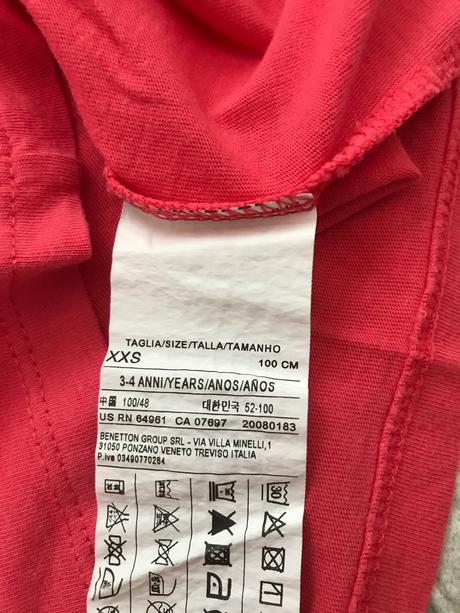 TAGLIA/SIZE/TALLA/TAMANHO
XXS 100 CM
3-4 ANNI/YEARS/ANOS/AÑOS
中国 100/48 대한민국 52-100
US RN 64961 CA 07697 20080183
BENETTON GROUP SRL - VIA VILLA MINELLI,1
31050 PONZANO VENETO TREVISO ITALIA
P.iva 03490770264
30